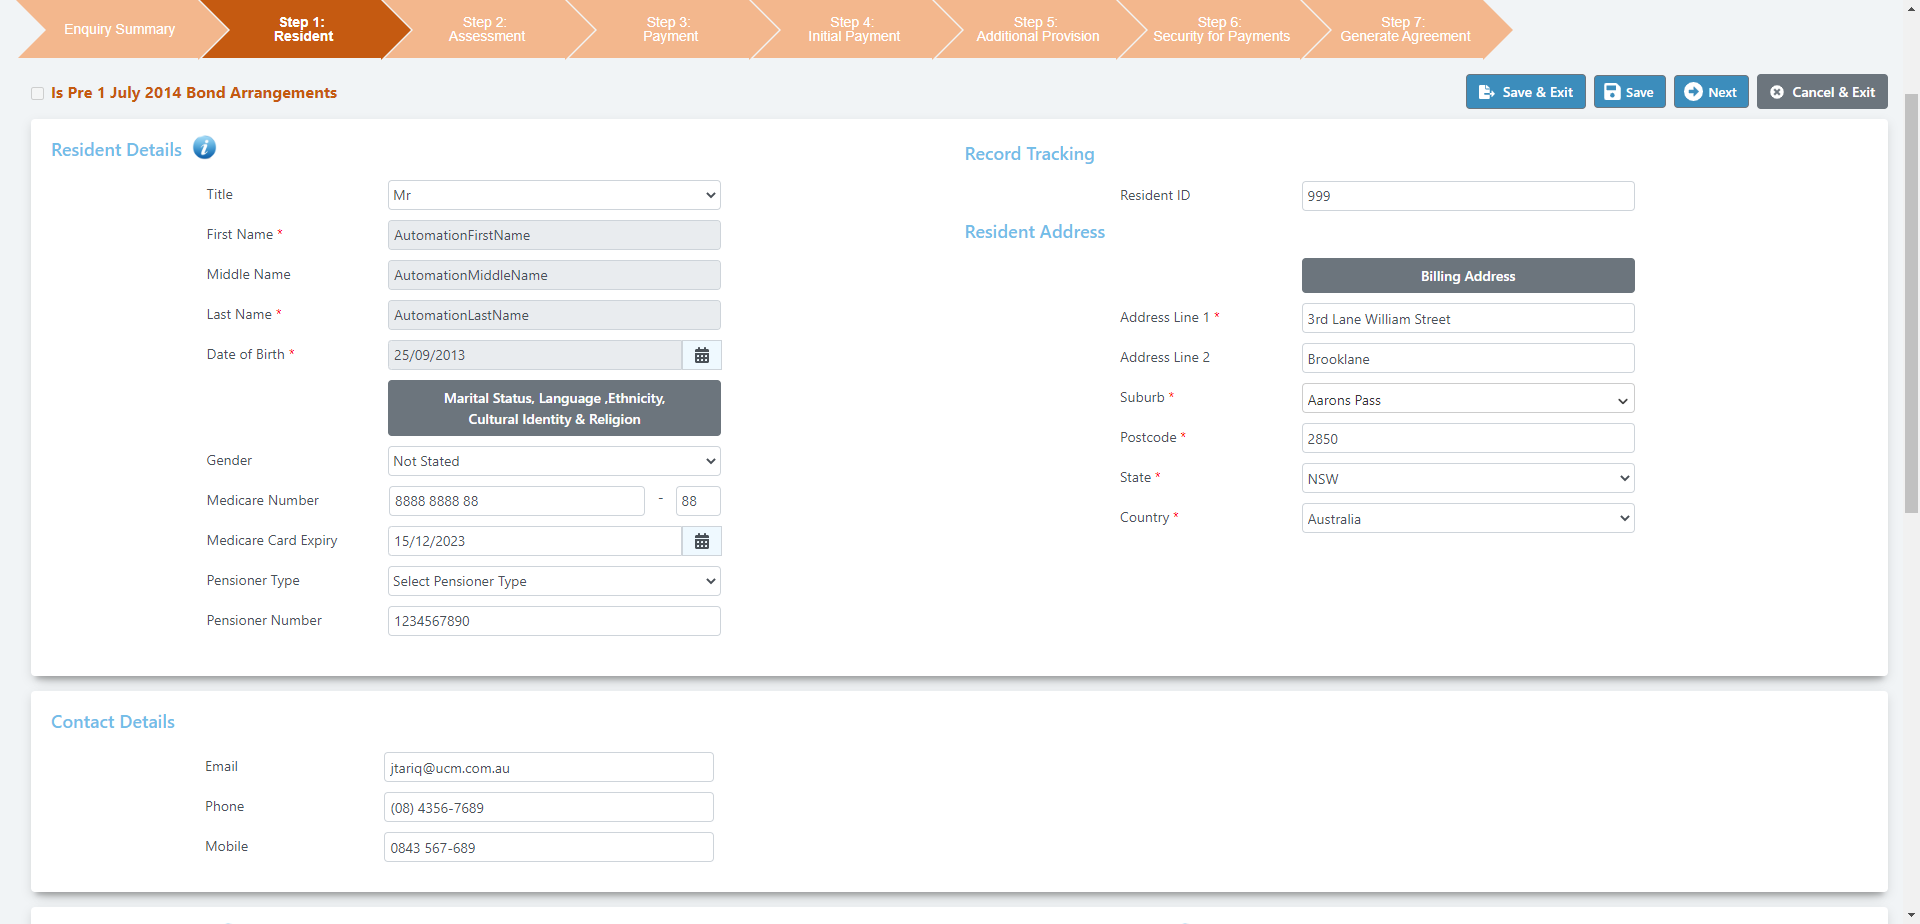 Enquiry Summary
Step 1:
Resident
Step 2:
Assessment
Step 3:
Payment
Step 4:
Initial Payment
Step 5:
Additional Provision
Step 6:
Security for Payments
Step 7:
Generate Agreement
Is Pre 1 July 2014 Bond Arrangements
Save & Exit
Save
Next
Cancel & Exit
Resident Details
Title
Mr
First Name *
AutomationFirstName
Middle Name
AutomationMiddleName
Last Name *
AutomationLastName
Date of Birth *
25/09/2013
Marital Status, Language ,Ethnicity,
Cultural Identity & Religion
Gender
Not Stated
Medicare Number
8888 8888 88 - 88
Medicare Card Expiry
15/12/2023
Pensioner Type
Select Pensioner Type
Pensioner Number
1234567890
Record Tracking
Resident ID
999
Resident Address
Billing Address
Address Line 1 *
3rd Lane William Street
Address Line 2
Brooklane
Suburb *
Aarons Pass
Postcode *
2850
State *
NSW
Country *
Australia
Contact Details
Email
jtariq@ucm.com.au
Phone
(08) 4356-7689
Mobile
0843 567-689